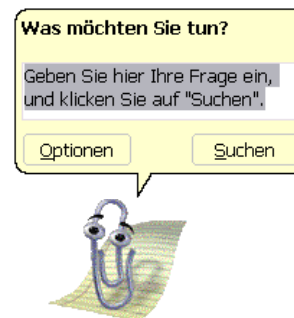 Was möchten Sie tun?
Geben Sie hier Ihre Frage ein,
und klicken Sie auf "Suchen".
Optionen
Suchen